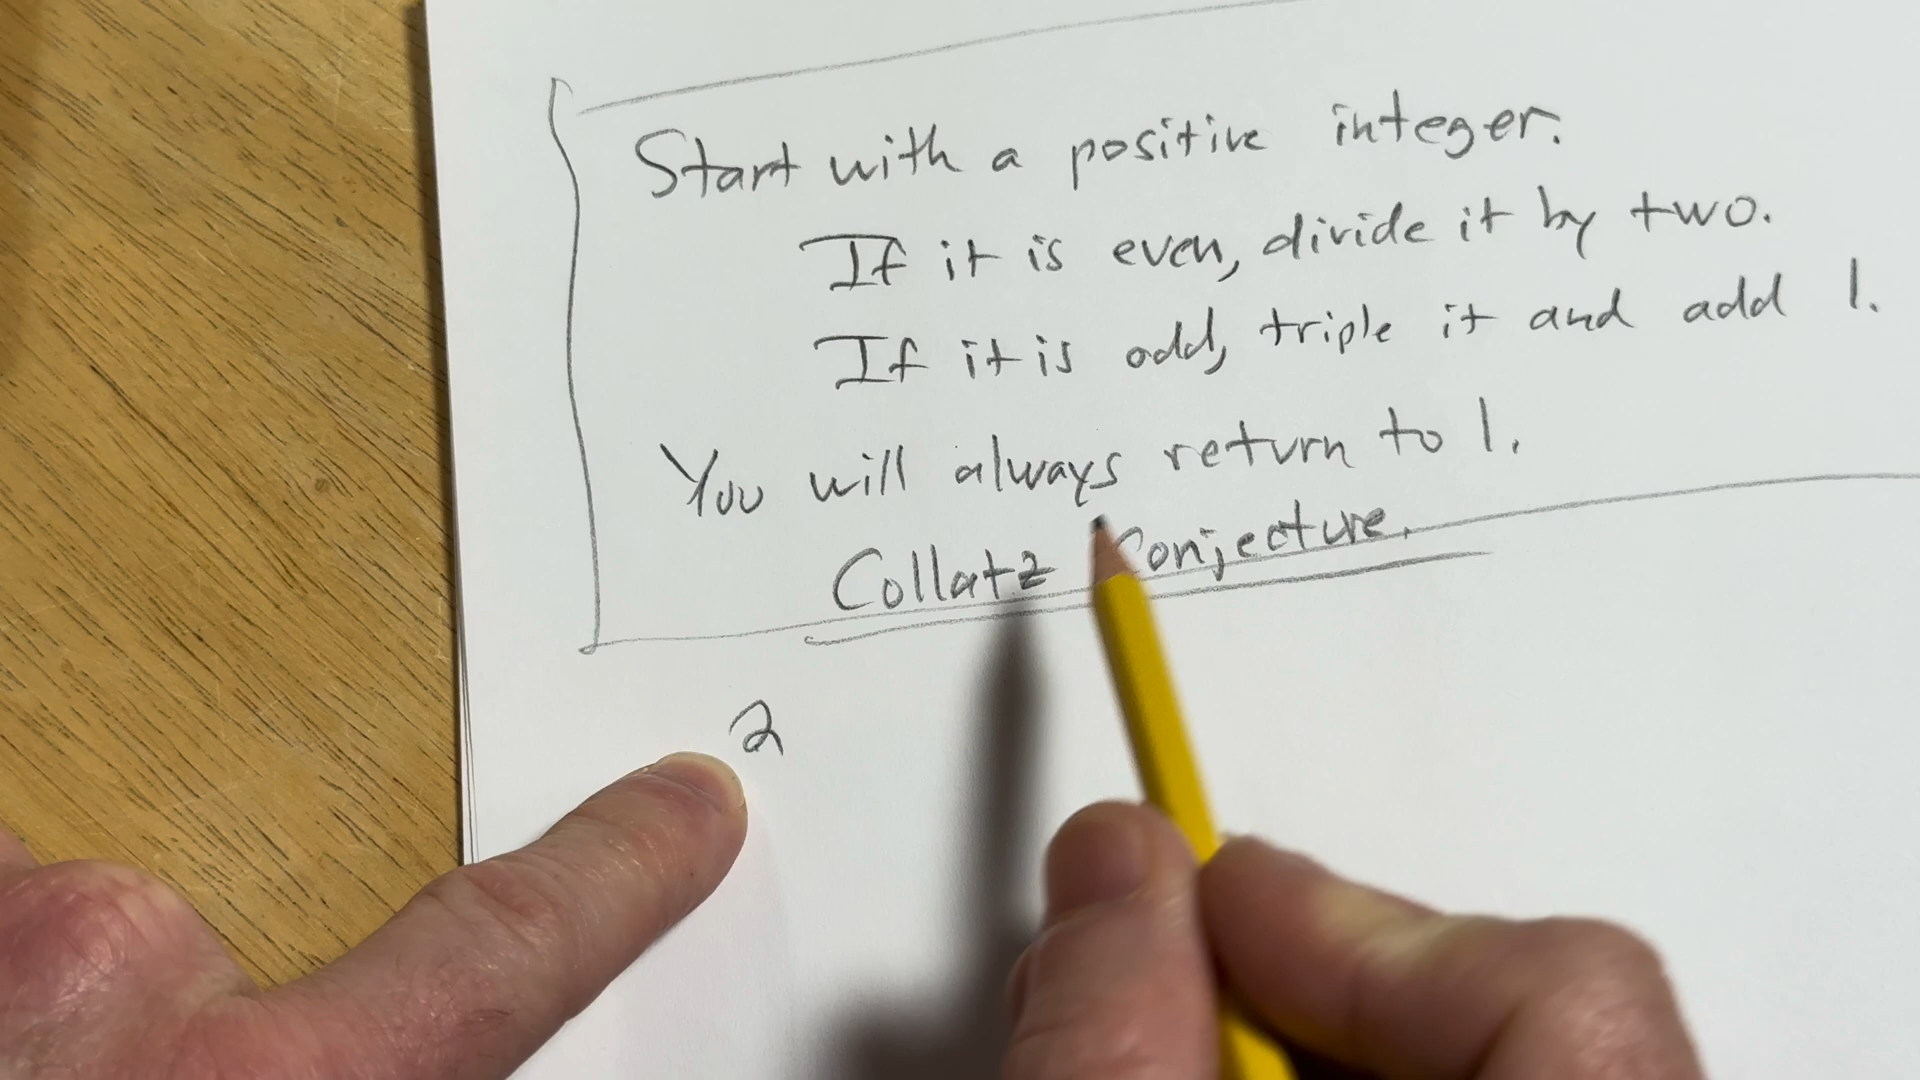 Start with a positive integer.
If it is even, divide it by two.
If it is odd, triple it and add 1.
You will always return to 1.
Collatz Conjecture.
2